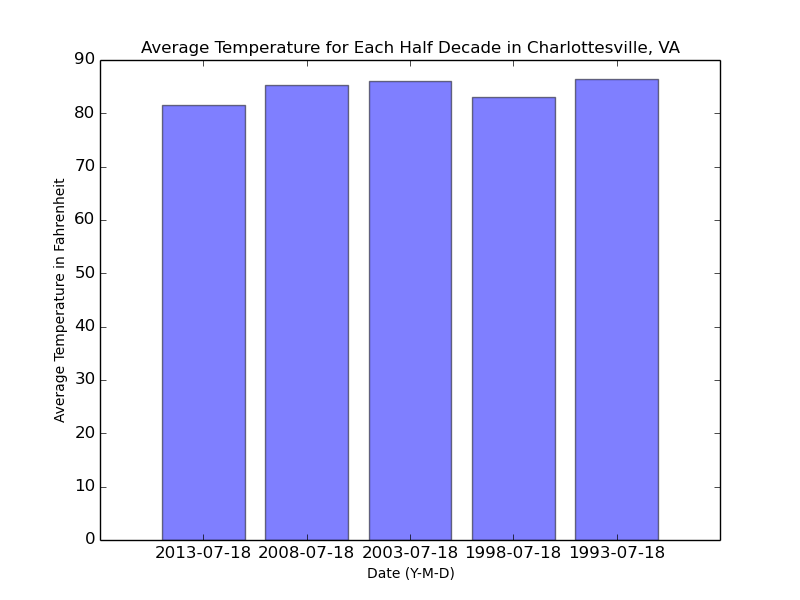 Average Temperature for Each Half Decade in Charlottesville, VA
90
80
70
60
50
40
30
20
10
0
Average Temperature in Fahrenheit
2013-07-18 2008-07-18 2003-07-18 1998-07-18 1993-07-18
Date (Y-M-D)